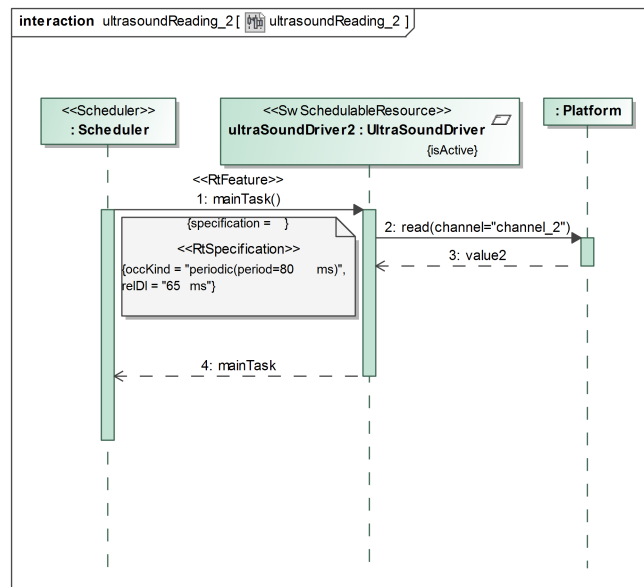 interaction ultrasoundReading_2[ ultrasoundReading_2 ]
<<Scheduler>>
: Scheduler
<<Sw SchedulableResource>>
ultraSoundDriver2 : UltraSoundDriver
{isActive}
: Platform
<<RtFeature>>
1: mainTask()
{specification = }
<<RtSpecification>>
{occKind = "periodic(period=80 ms)",
relDl = "65 ms"}
2: read(channel="channel_2")
3: value2
4: mainTask